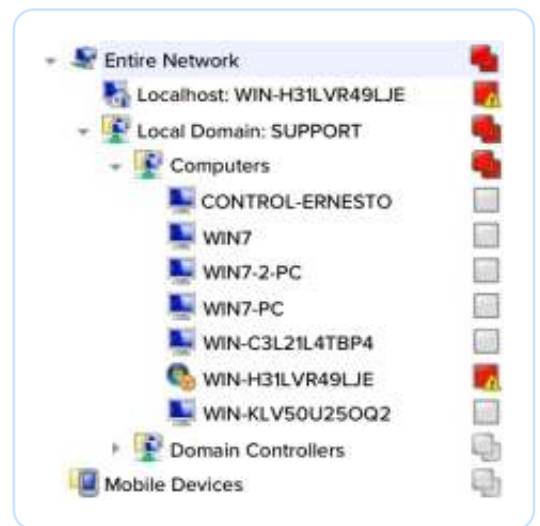 Entire Network
Localhost: WIN-H31LVR49LJE
Local Domain: SUPPORT
Computers
CONTROL-ERNESTO
WIN7
WIN7-2-PC
WIN7-PC
WIN-C3L21L4TBP4
WIN-H31LVR49LJE
WIN-KLV50U25OQ2
Domain Controllers
Mobile Devices